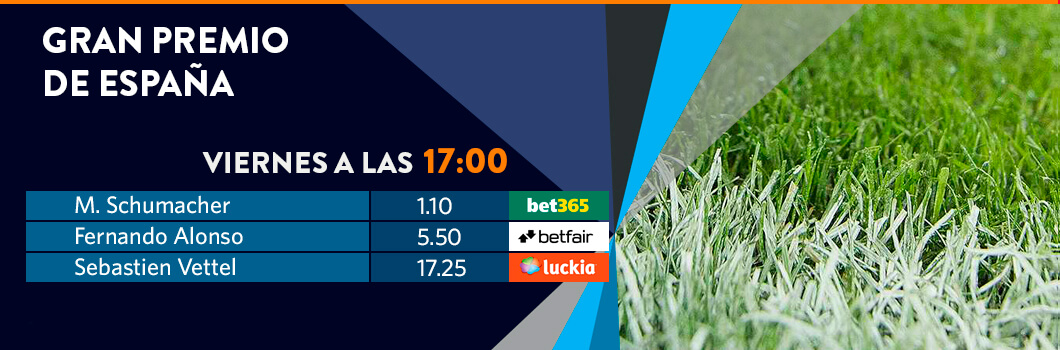 GRAN PREMIO
DE ESPAÑA
VIERNES A LAS 17:00
M. Schumacher 1.10 bet365
Fernando Alonso 5.50 betfair
Sebastien Vettel 17.25 luckia